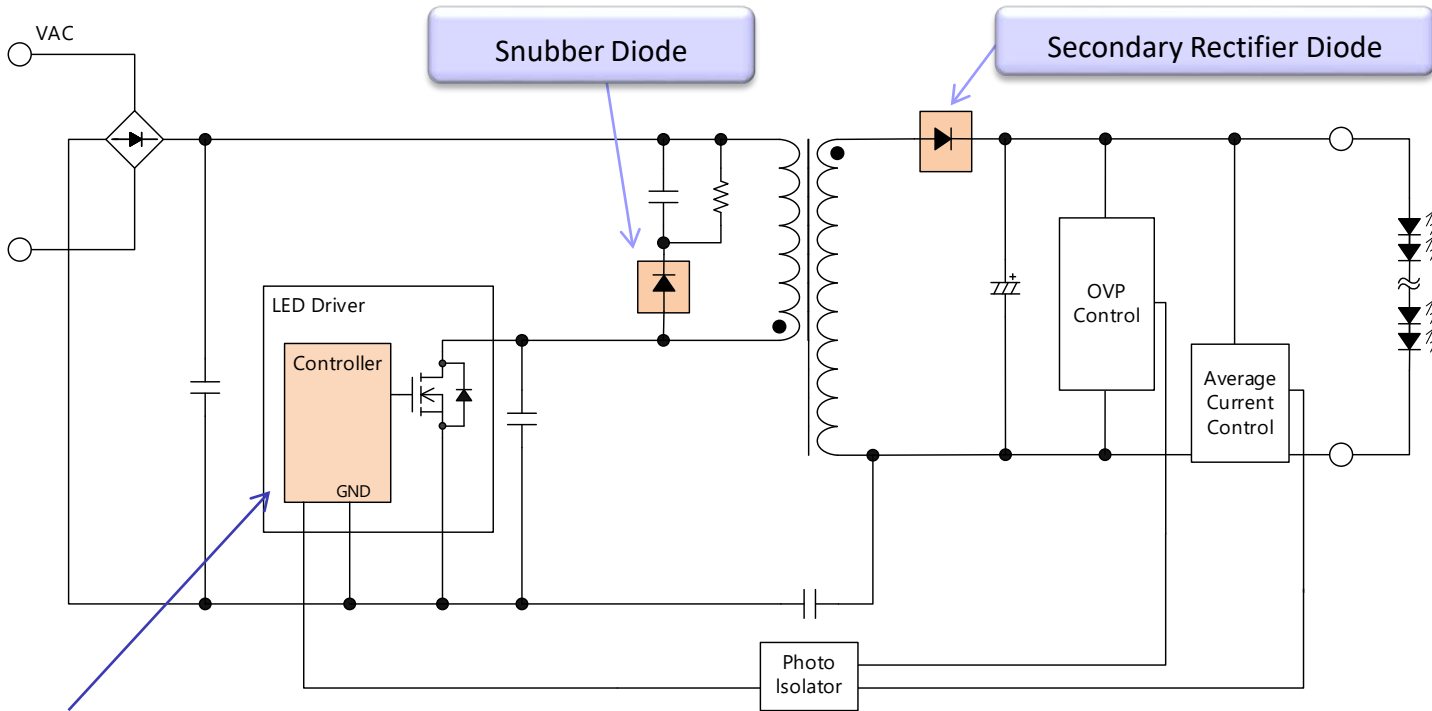 VAC
Snubber Diode
Secondary Rectifier Diode
LED Driver
Controller
GND
OVP
Control
Average
Current
Control
Photo
Isolator
+